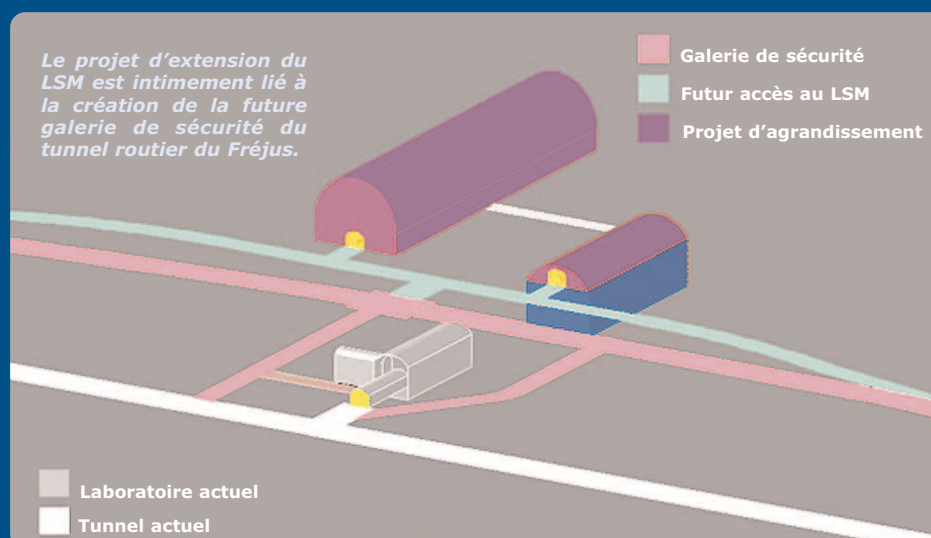 Le projet d’extension du
LSM est intimement lié à
la création de la future
galerie de sécurité du
tunnel routier du Fréjus.
Galerie de sécurité
Futur accès au LSM
Projet d’agrandissement
Laboratoire actuel
Tunnel actuel